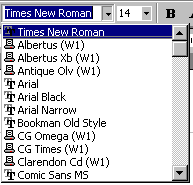 Times New Roman 14 B
Times New Roman
Albertus (W1)
Albertus Xb (W1)
Antique Olv (W1)
Arial
Arial Black
Arial Narrow
Bookman Old Style
CG Omega (W1)
CG Times (W1)
Clarendon Cd (W1)
Comic Sans MS